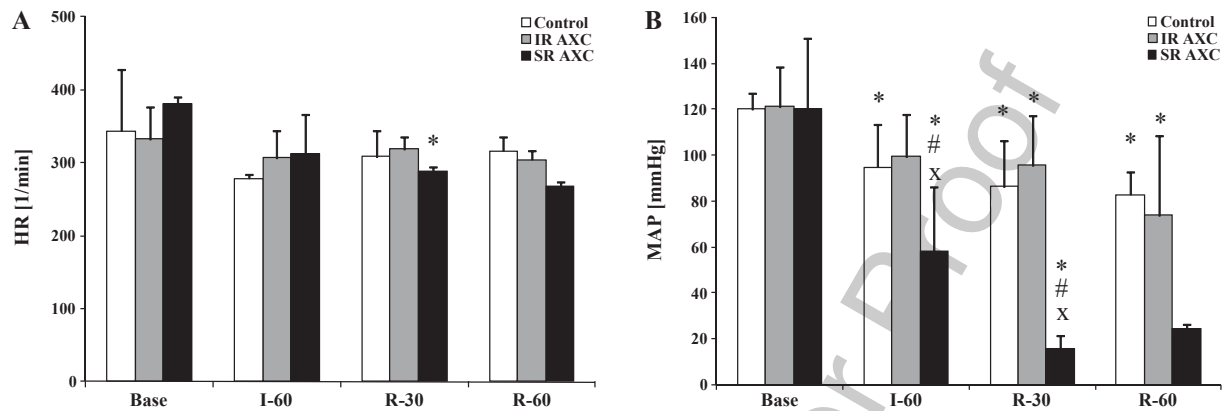 A
500
400
300
200
100
0
HR [1/min]
Control
IR AXC
SR AXC
*
Base I-60 R-30 R-60
B
160
140
120
100
80
60
40
20
0
MAP [mmHg]
Control
IR AXC
SR AXC
* * # x
* * * # x
* *
Base I-60 R-30 R-60
r Proof